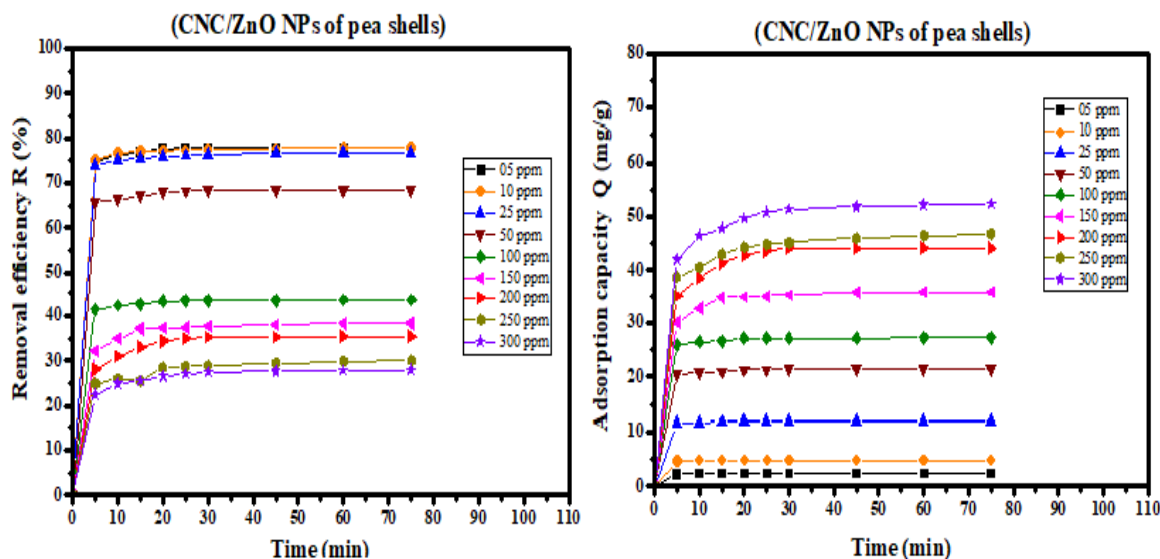 (CNC/ZnO NPs of pea shells)
Removal efficiency R (%)
100
90
80
70
60
50
40
30
20
10
0
0 10 20 30 40 50 60 70 80 90 100 110
Time (min)
05 ppm
10 ppm
25 ppm
50 ppm
100 ppm
150 ppm
200 ppm
250 ppm
300 ppm
(CNC/ZnO NPs of pea shells)
Adsorption capacity Q (mg/g)
80
70
60
50
40
30
20
10
0
0 10 20 30 40 50 60 70 80 90 100 110
Time (min)
05 ppm
10 ppm
25 ppm
50 ppm
100 ppm
150 ppm
200 ppm
250 ppm
300 ppm